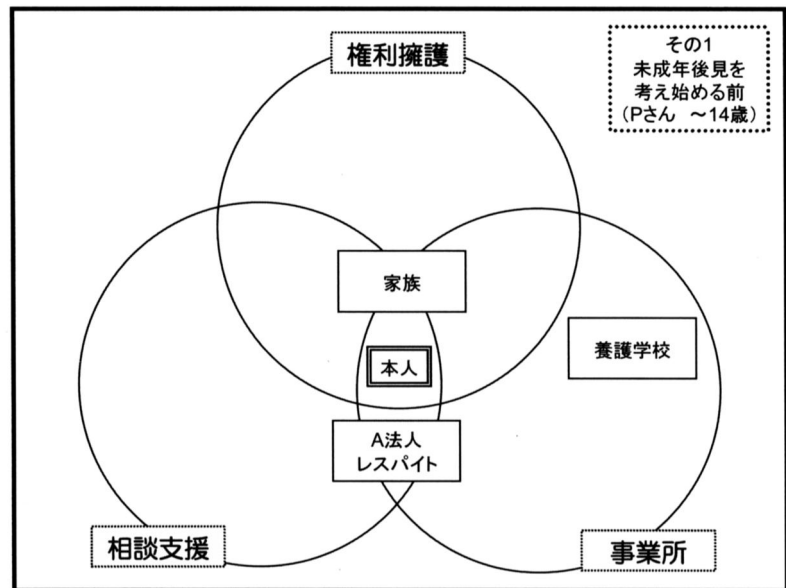 権利擁護
その1
未成年後見を
考え始める前
(Pさん ~14歳)
家族
養護学校
本人
A法人
レスパイト
相談支援
事業所